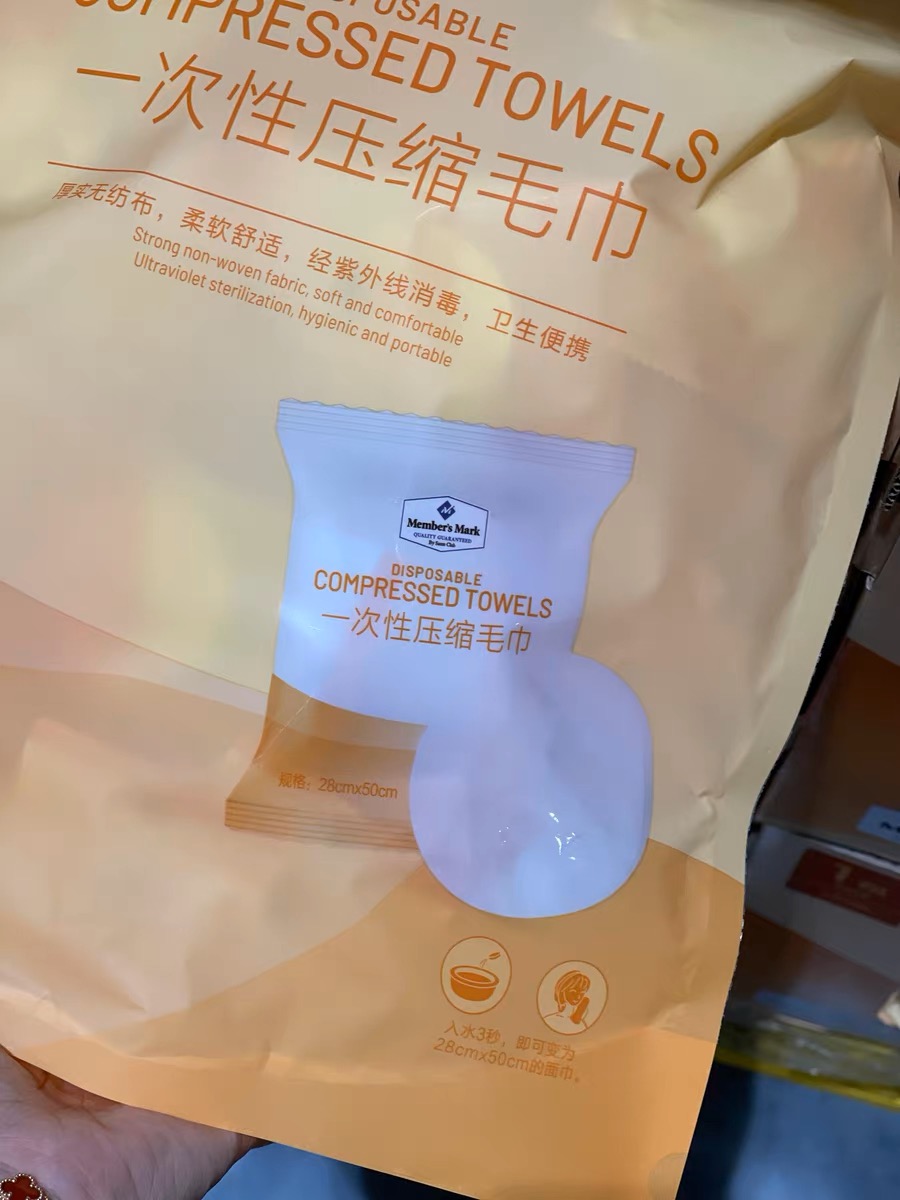 DISPOSABLE
COMPRESSED TOWELS
一次性压缩毛巾
厚实无纺布，柔软舒适，经紫外线消毒，卫生便携
Strong non-woven fabric, soft and comfortable
Ultraviolet sterilization, hygienic and portable
Member's Mark
QUALITY GUARANTEED
By Sam's Club
DISPOSABLE
COMPRESSED TOWELS
一次性压缩毛巾
规格：28cmx50cm
入水3秒，即可变为
28cmx50cm的面巾。